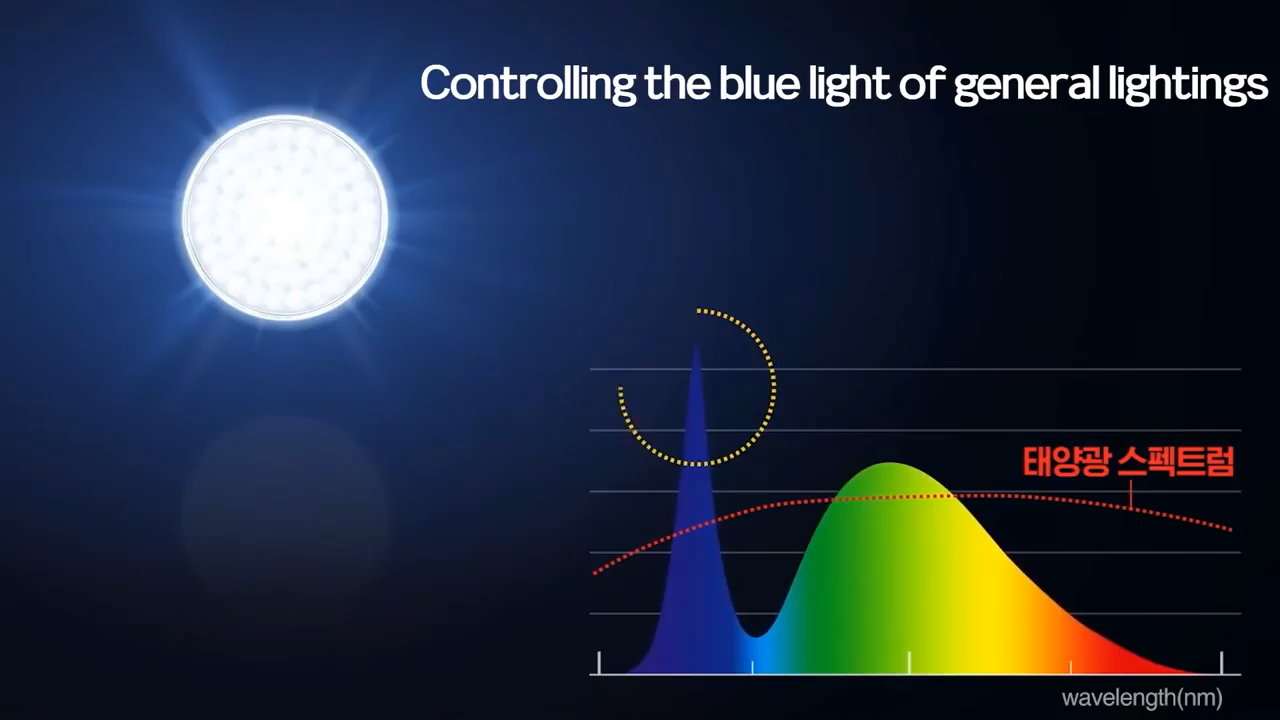 Controlling the blue light of general lightings
태양광 스펙트럼
wavelength(nm)